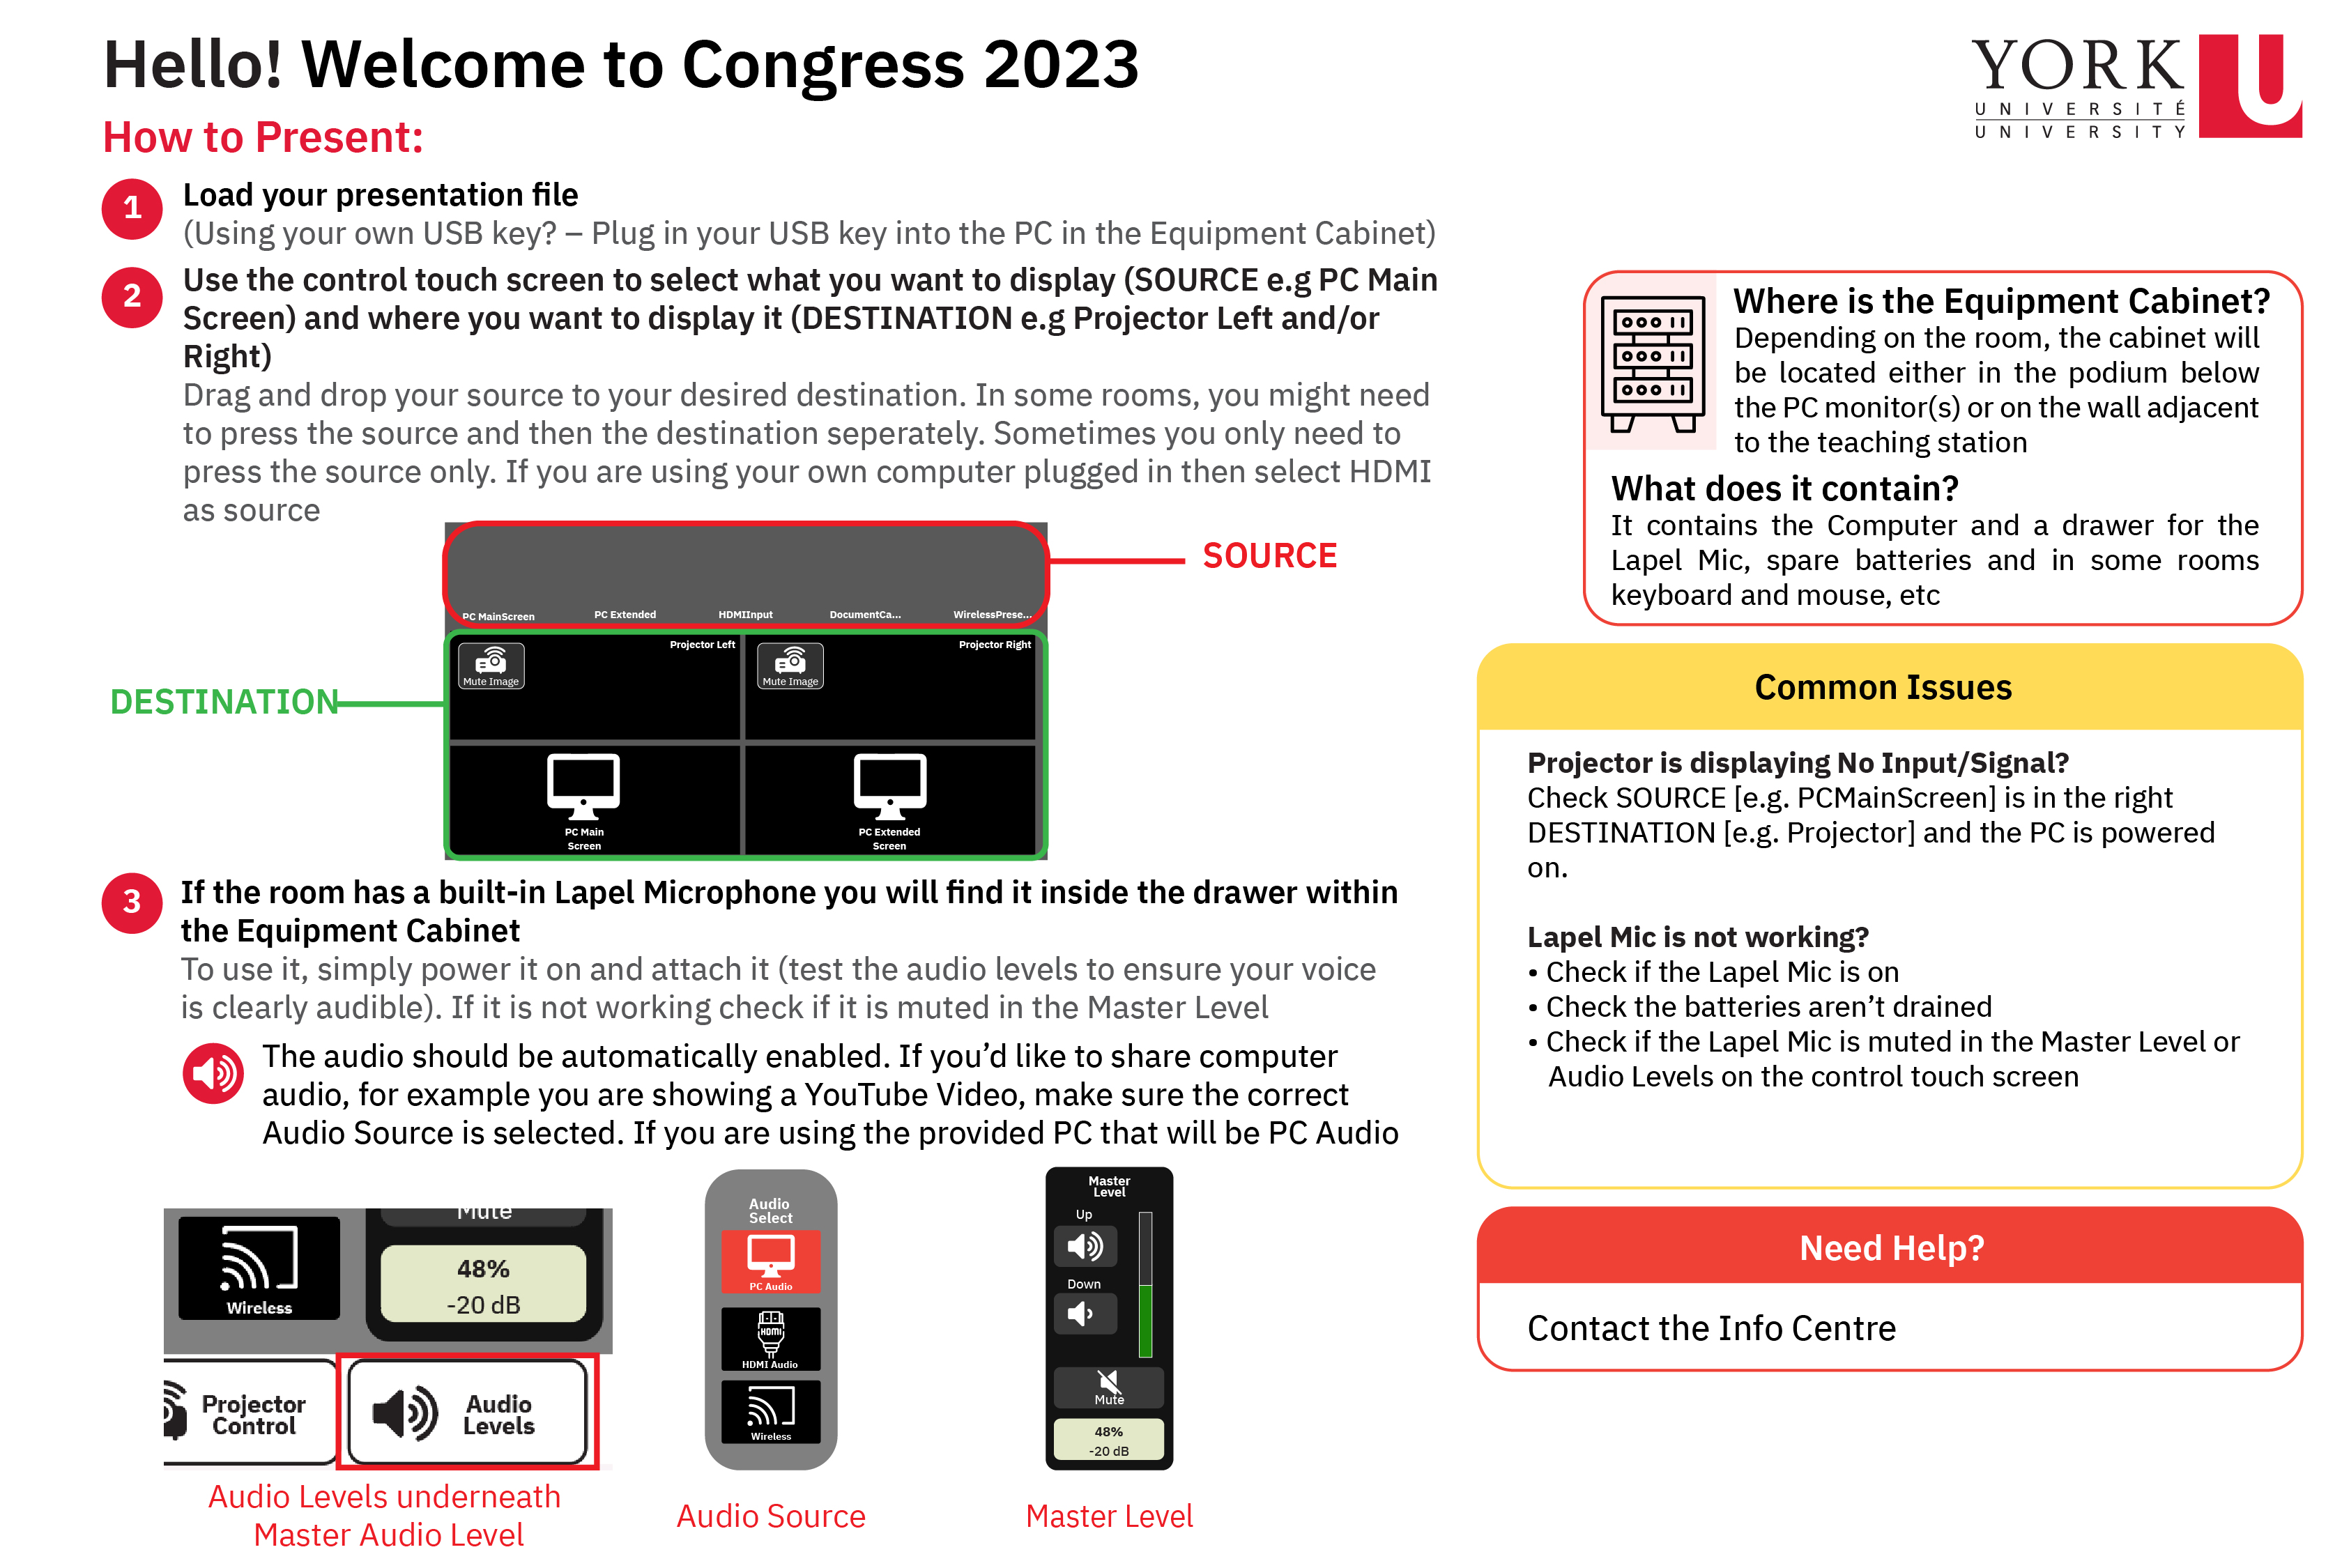 Hello! Welcome to Congress 2023
YORK
UNIVERSITÉ
UNIVERSITY
How to Present:
1
Load your presentation file
(Using your own USB key? – Plug in your USB key into the PC in the Equipment Cabinet)
2
Use the control touch screen to select what you want to display (SOURCE e.g PC Main
Screen) and where you want to display it (DESTINATION e.g Projector Left and/or
Right)
Drag and drop your source to your desired destination. In some rooms, you might need
to press the source and then the destination seperately. Sometimes you only need to
press the source only. If you are using your own computer plugged in then select HDMI
as source
SOURCE
PC MainScreen
PC Extended
HDMIInput
DocumentCa...
WirelessPrese...
DESTINATION
Mute Image
Projector Left
Mute Image
Projector Right
PC Main
Screen
PC Extended
Screen
3
If the room has a built-in Lapel Microphone you will find it inside the drawer within
the Equipment Cabinet
To use it, simply power it on and attach it (test the audio levels to ensure your voice
is clearly audible). If it is not working check if it is muted in the Master Level
The audio should be automatically enabled. If you’d like to share computer
audio, for example you are showing a YouTube Video, make sure the correct
Audio Source is selected. If you are using the provided PC that will be PC Audio
Mute
Wireless
48%
-20 dB
Projector
Control
Audio
Levels
Audio Levels underneath
Master Audio Level
Audio
Select
PC Audio
HDMI
HDMI Audio
Wireless
Audio Source
Master
Level
Up
Down
Mute
48%
-20 dB
Master Level
Where is the Equipment Cabinet?
Depending on the room, the cabinet will
be located either in the podium below
the PC monitor(s) or on the wall adjacent
to the teaching station
What does it contain?
It contains the Computer and a drawer for the
Lapel Mic, spare batteries and in some rooms
keyboard and mouse, etc
Common Issues
Projector is displaying No Input/Signal?
Check SOURCE [e.g. PCMainScreen] is in the right
DESTINATION [e.g. Projector] and the PC is powered
on.
Lapel Mic is not working?
• Check if the Lapel Mic is on
• Check the batteries aren’t drained
• Check if the Lapel Mic is muted in the Master Level or
Audio Levels on the control touch screen
Need Help?
Contact the Info Centre